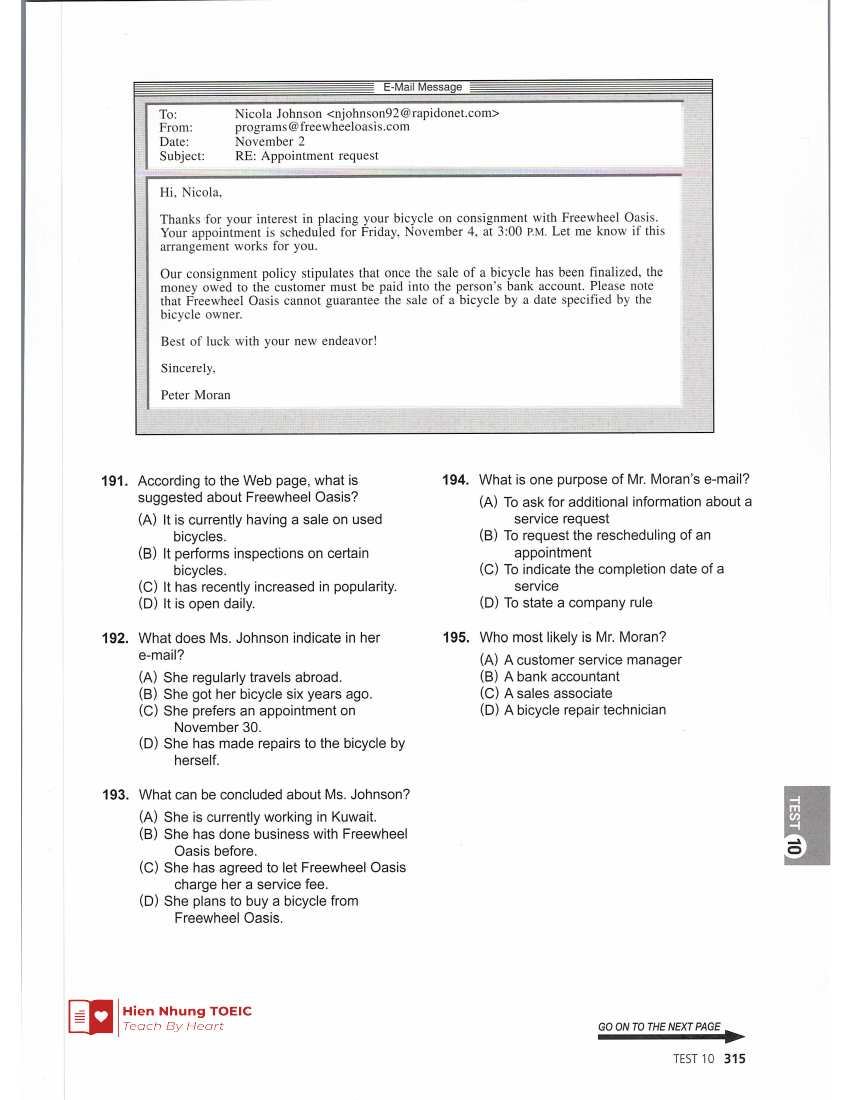 E-Mail Message
To: Nicola Johnson <njohnson92@rapidonet.com>
From: programs@freewheeloasis.com
Date: November 2
Subject: RE: Appointment request
Hi, Nicola,
Thanks for your interest in placing your bicycle on consignment with Freewheel Oasis.
Your appointment is scheduled for Friday, November 4, at 3:00 P.M. Let me know if this
arrangement works for you.
Our consignment policy stipulates that once the sale of a bicycle has been finalized, the
money owed to the customer must be paid into the person's bank account. Please note
that Freewheel Oasis cannot guarantee the sale of a bicycle by a date specified by the
bicycle owner.
Best of luck with your new endeavor!
Sincerely,
Peter Moran
191. According to the Web page, what is
suggested about Freewheel Oasis?
(A) It is currently having a sale on used
bicycles.
(B) It performs inspections on certain
bicycles.
(C) It has recently increased in popularity.
(D) It is open daily.
192. What does Ms. Johnson indicate in her
e-mail?
(A) She regularly travels abroad.
(B) She got her bicycle six years ago.
(C) She prefers an appointment on
November 30.
(D) She has made repairs to the bicycle by
herself.
193. What can be concluded about Ms. Johnson?
(A) She is currently working in Kuwait.
(B) She has done business with Freewheel
Oasis before.
(C) She has agreed to let Freewheel Oasis
charge her a service fee.
(D) She plans to buy a bicycle from
Freewheel Oasis.
194. What is one purpose of Mr. Moran's e-mail?
(A) To ask for additional information about a
service request
(B) To request the rescheduling of an
appointment
(C) To indicate the completion date of a
service
(D) To state a company rule
195. Who most likely is Mr. Moran?
(A) A customer service manager
(B) A bank accountant
(C) A sales associate
(D) A bicycle repair technician
TEST 10
Hien Nhung TOEIC
Teach By Heart
GO ON TO THE NEXT PAGE
TEST 10 315